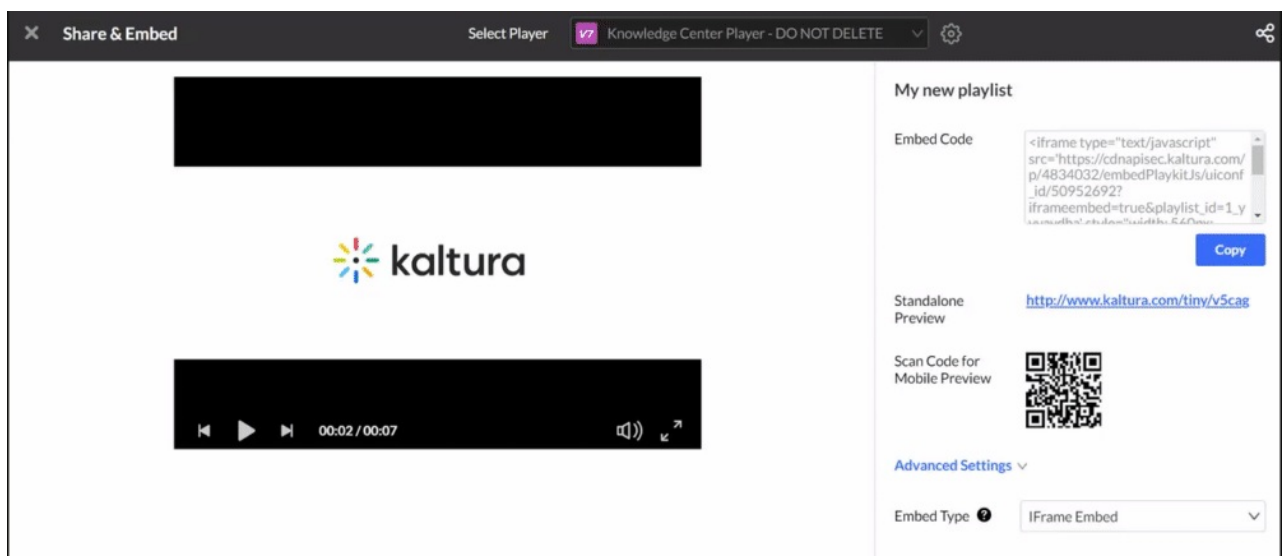 Share & Embed
Select Player
V7 Knowledge Center Player - DO NOT DELETE
My new playlist
Embed Code
<iframe type="text/javascript"
src='https://cdnapisec.kaltura.com/
p/4834032/embedPlaykitJs/uiconf
_id/50952692?
iframeembed=true&playlist_id=1_y
kaltura
Copy
Standalone
Preview
http://www.kaltura.com/tiny/v5cag
Scan Code for
Mobile Preview
00:02 / 00:07
Advanced Settings
Embed Type ?
IFrame Embed